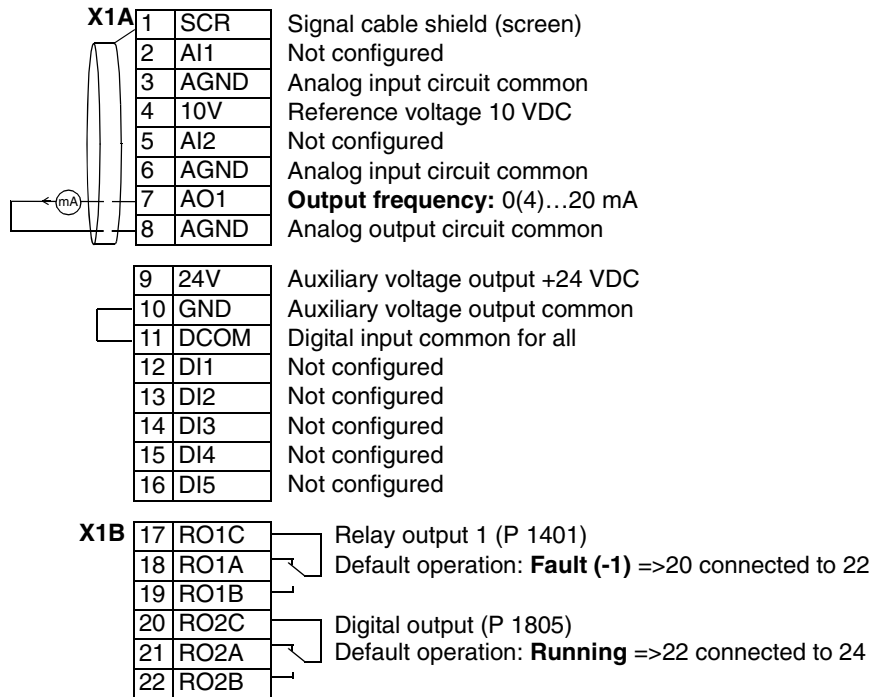 X1A 1 SCR Signal cable shield (screen)
2 AI1 Not configured
3 AGND Analog input circuit common
4 10V Reference voltage 10 VDC
5 AI2 Not configured
6 AGND Analog input circuit common
mA 7 AO1 Output frequency: 0(4)…20 mA
8 AGND Analog output circuit common
9 24V Auxiliary voltage output +24 VDC
10 GND Auxiliary voltage output common
11 DCOM Digital input common for all
12 DI1 Not configured
13 DI2 Not configured
14 DI3 Not configured
15 DI4 Not configured
16 DI5 Not configured
X1B 17 RO1C Relay output 1 (P 1401)
18 RO1A Default operation: Fault (-1) =>20 connected to 22
19 RO1B
20 RO2C Digital output (P 1805)
21 RO2A Default operation: Running =>22 connected to 24
22 RO2B